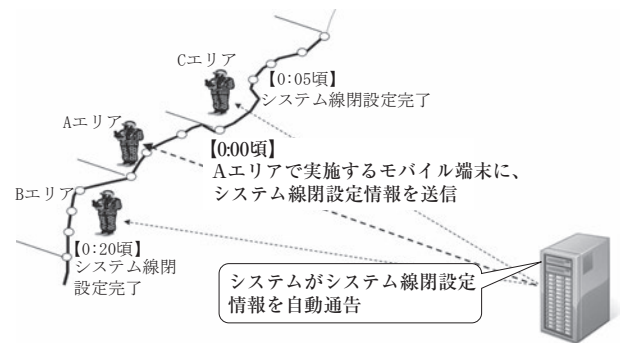 Cエリア
【0:05頃】
システム線閉設定完了
Aエリア
【0:00頃】
Aエリアで実施するモバイル端末に、
システム線閉設定情報を送信
Bエリア
【0:20頃】
システム線閉
設定完了
システムがシステム線閉設定
情報を自動通告